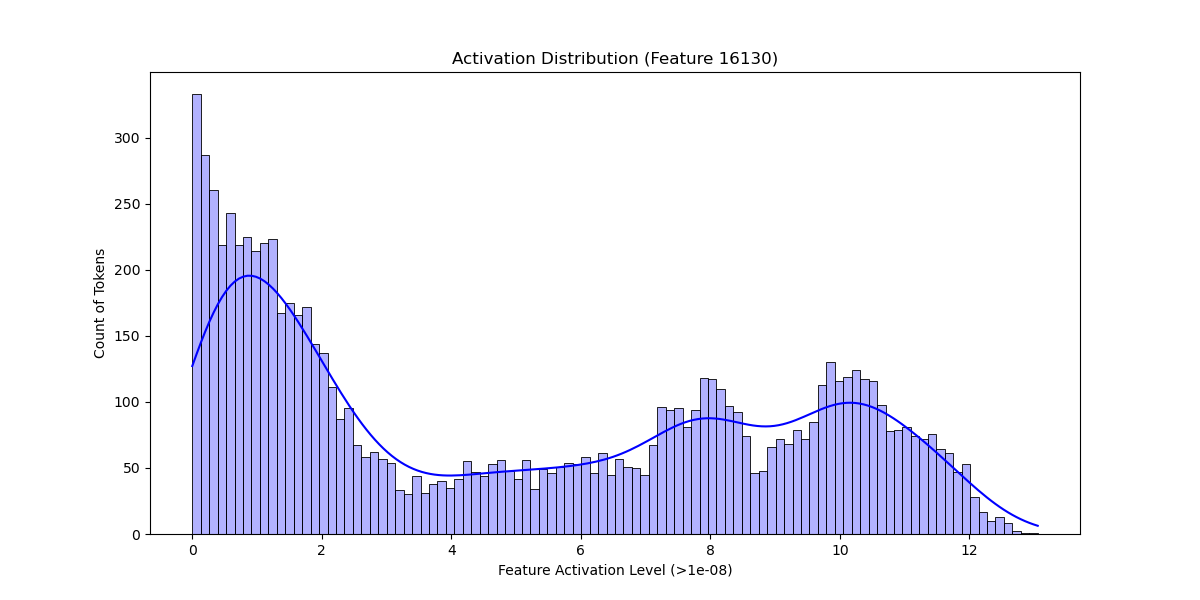 Activation Distribution (Feature 16130)
Count of Tokens
300
250
200
150
100
50
0
0 2 4 6 8 10 12
Feature Activation Level (>1e-08)